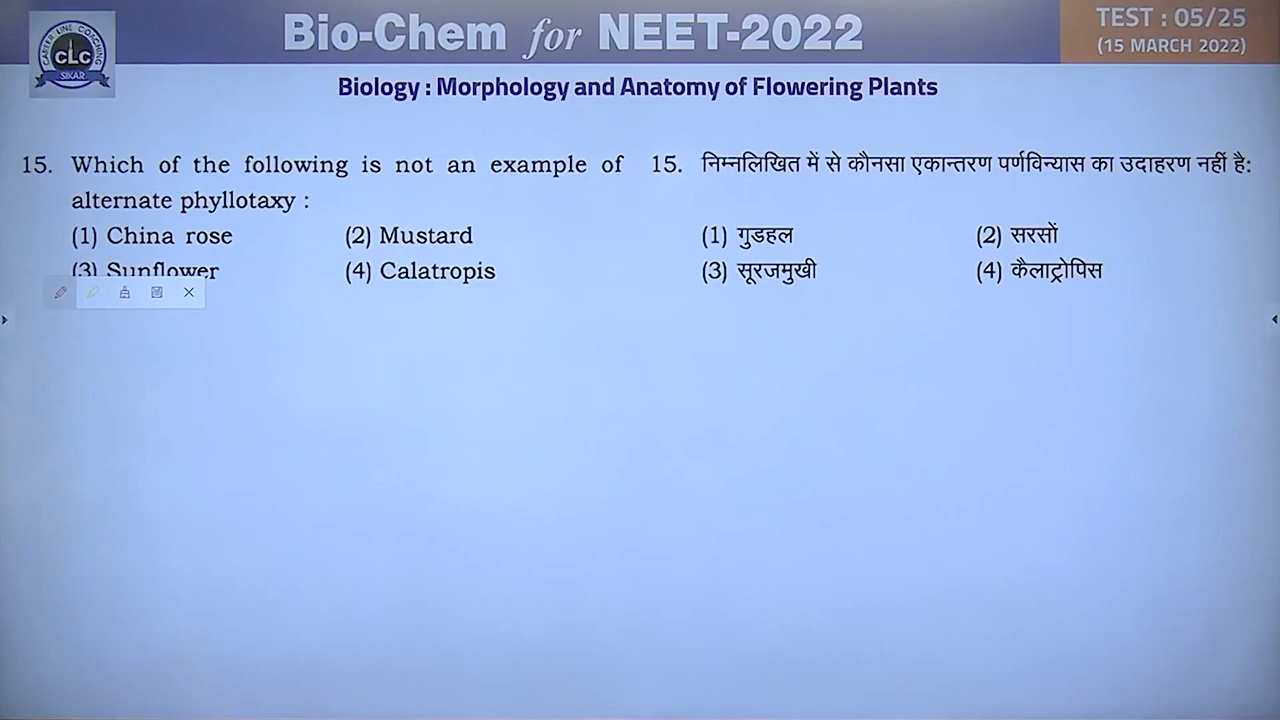 CAREER LINE COACHING
CLC
SIKAR
Bio-Chem for NEET-2022
TEST : 05/25
(15 MARCH 2022)
Biology : Morphology and Anatomy of Flowering Plants
15. Which of the following is not an example of
alternate phyllotaxy :
(1) China rose (2) Mustard
(3) Sunflower (4) Calatropis
15. निम्नलिखित में से कौनसा एकान्तरण पर्णविन्यास का उदाहरण नहीं है:
(1) गुडहल (2) सरसों
(3) सूरजमुखी (4) कैलाट्रोपिस